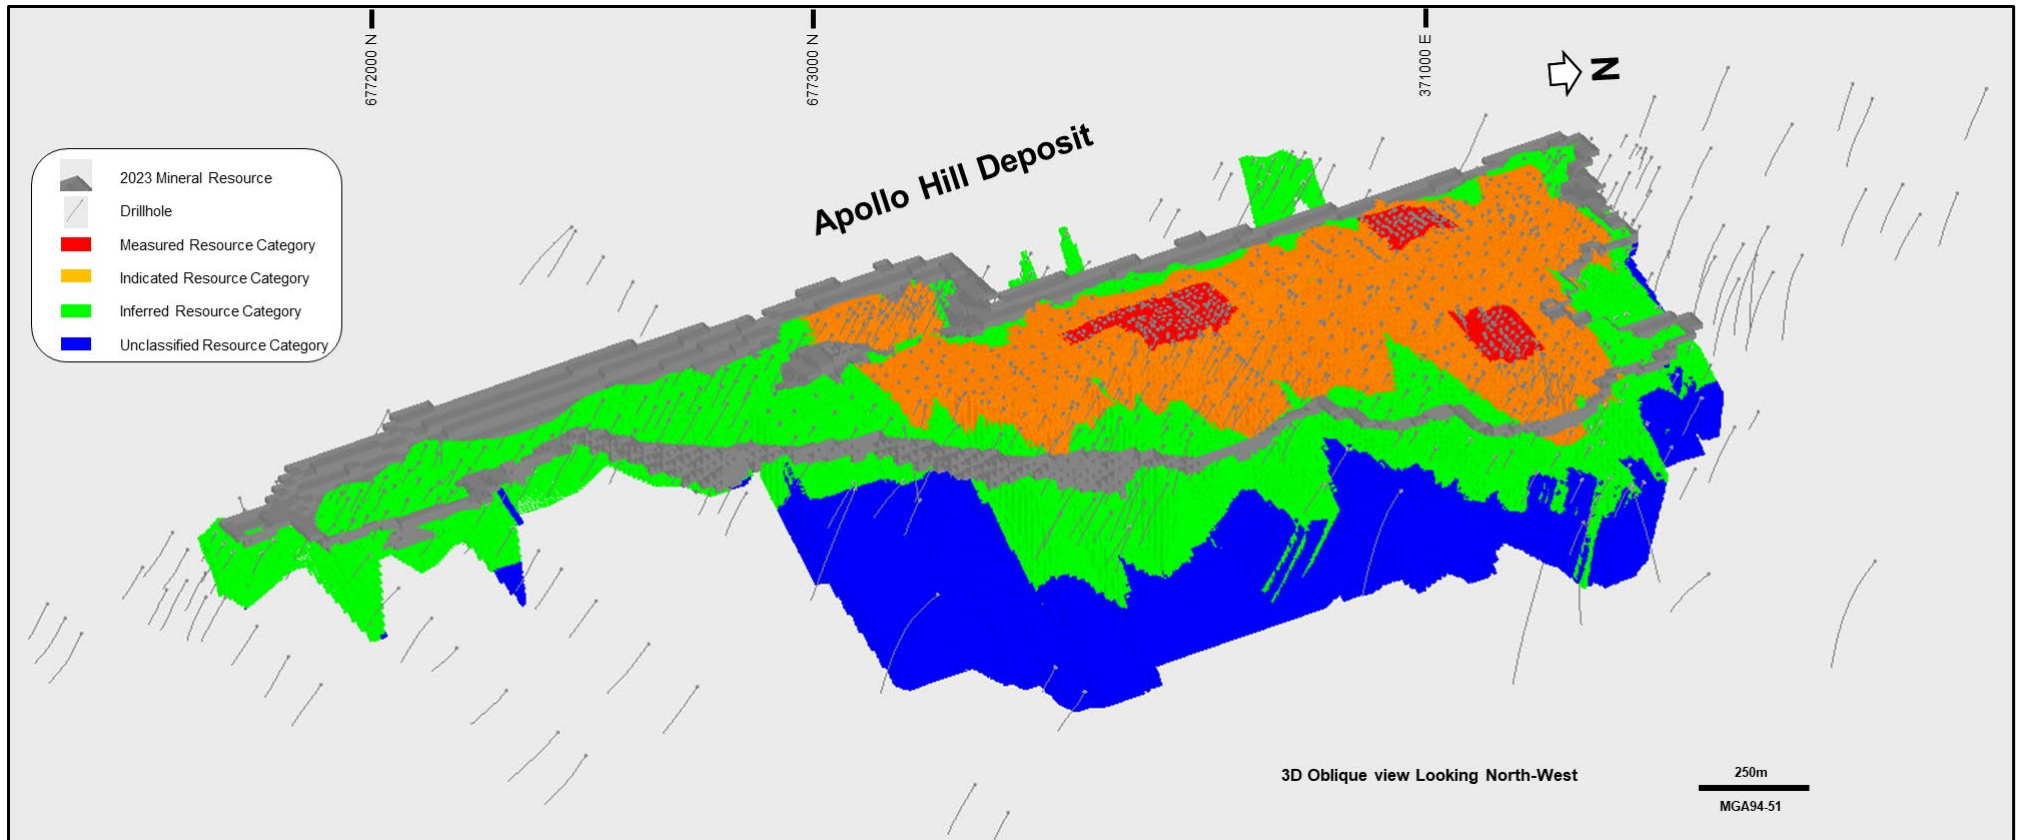 6772000 N
6773000 N
371000 E
N
Apollo Hill Deposit
2023 Mineral Resource
Drillhole
Measured Resource Category
Indicated Resource Category
Inferred Resource Category
Unclassified Resource Category
3D Oblique view Looking North-West
250m
MGA94-51